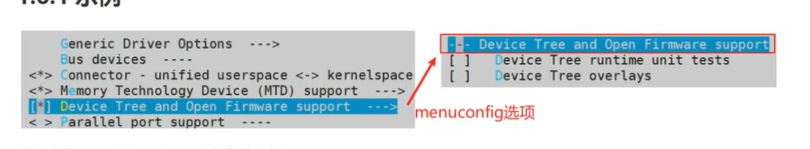 Generic Driver Options  --->
Bus devices  ----
<*> Connector - unified userspace <-> kernelspace
<*> Memory Technology Device (MTD) support  --->
[*] Device Tree and Open Firmware support  --->
< > Parallel port support  ----
--- Device Tree and Open Firmware support
[ ]   Device Tree runtime unit tests
[ ]   Device Tree overlays
menuconfig选项